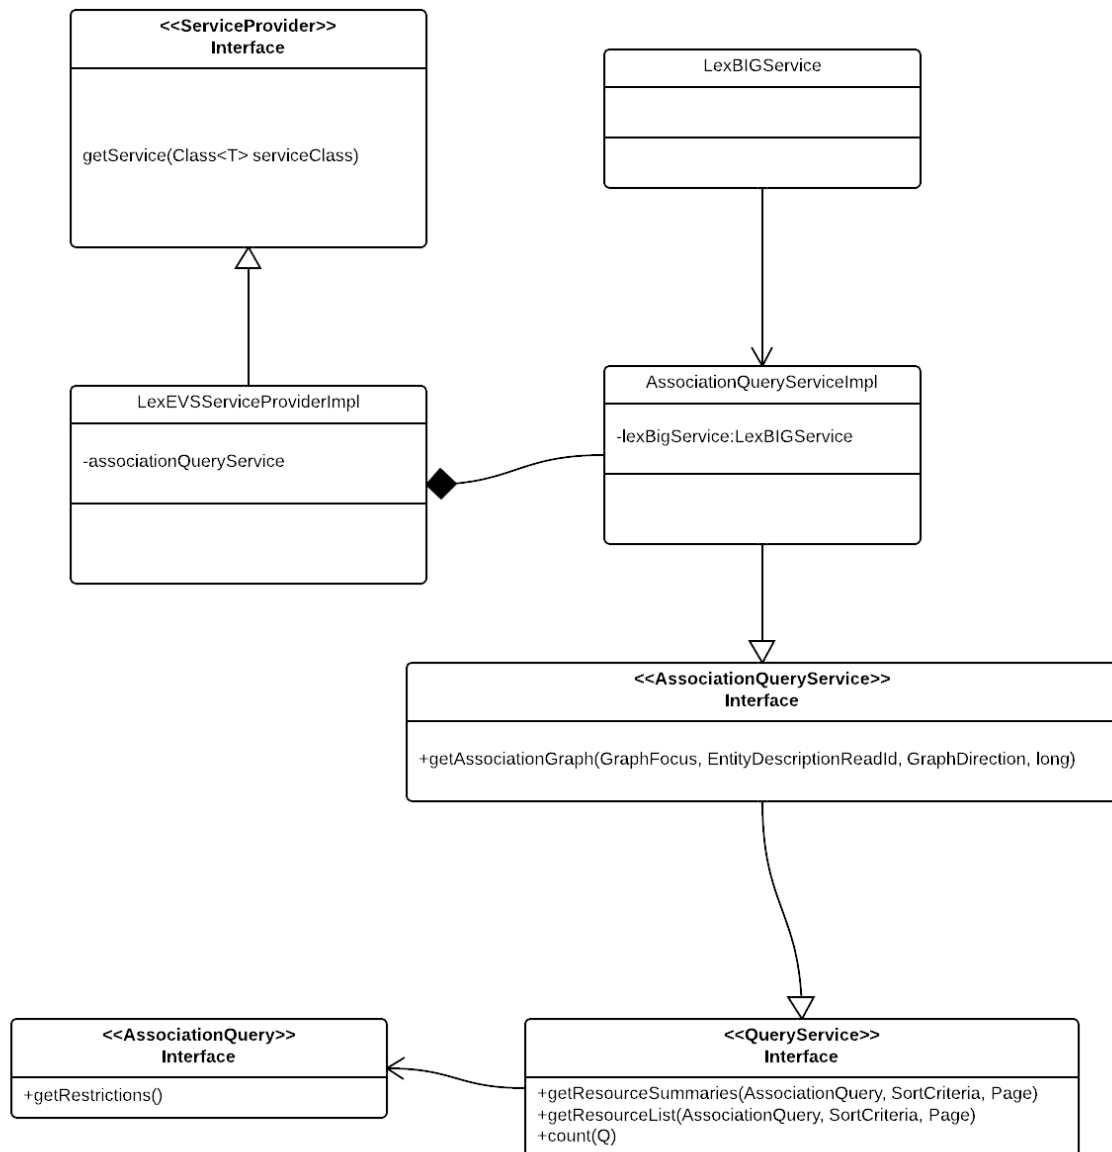 <<ServiceProvider>>
Interface
getService(Class<T> serviceClass)
LexBIGService
LexEVSServiceProviderImpl
-associationQueryService
AssociationQueryServiceImpl
-lexBigService:LexBIGService
<<AssociationQueryService>>
Interface
+getAssociationGraph(GraphFocus, EntityDescriptionReadId, GraphDirection, long)
<<AssociationQuery>>
Interface
+getRestrictions()
<<QueryService>>
Interface
+getResourceSummaries(AssociationQuery, SortCriteria, Page)
+getResourceList(AssociationQuery, SortCriteria, Page)
+count(Q)